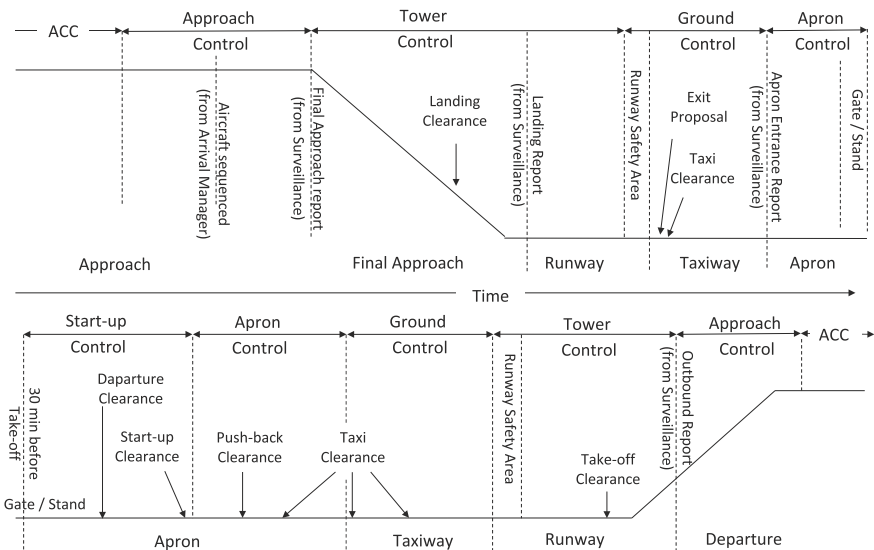 ACC
Approach
Control
Tower
Control
Ground
Control
Apron
Control
Aircraft sequenced
(from Arrival Manager)
Final Approach report
(from Surveillance)
Landing
Clearance
Landing Report
(from Surveillance)
Runway Safety Area
Exit
Proposal
Taxi
Clearance
Apron Entrance Report
(from Surveillance)
Gate / Stand
Approach
Final Approach
Runway
Taxiway
Apron
Time
Start-up
Control
Apron
Control
Ground
Control
Tower
Control
Approach
Control
ACC
30 min before
Take-off
Daparture
Clearance
Start-up
Clearance
Push-back
Clearance
Taxi
Clearance
Runway Safety Area
Take-off
Clearance
Outbound Report
(from Surveillance)
Gate / Stand
Apron
Taxiway
Runway
Departure